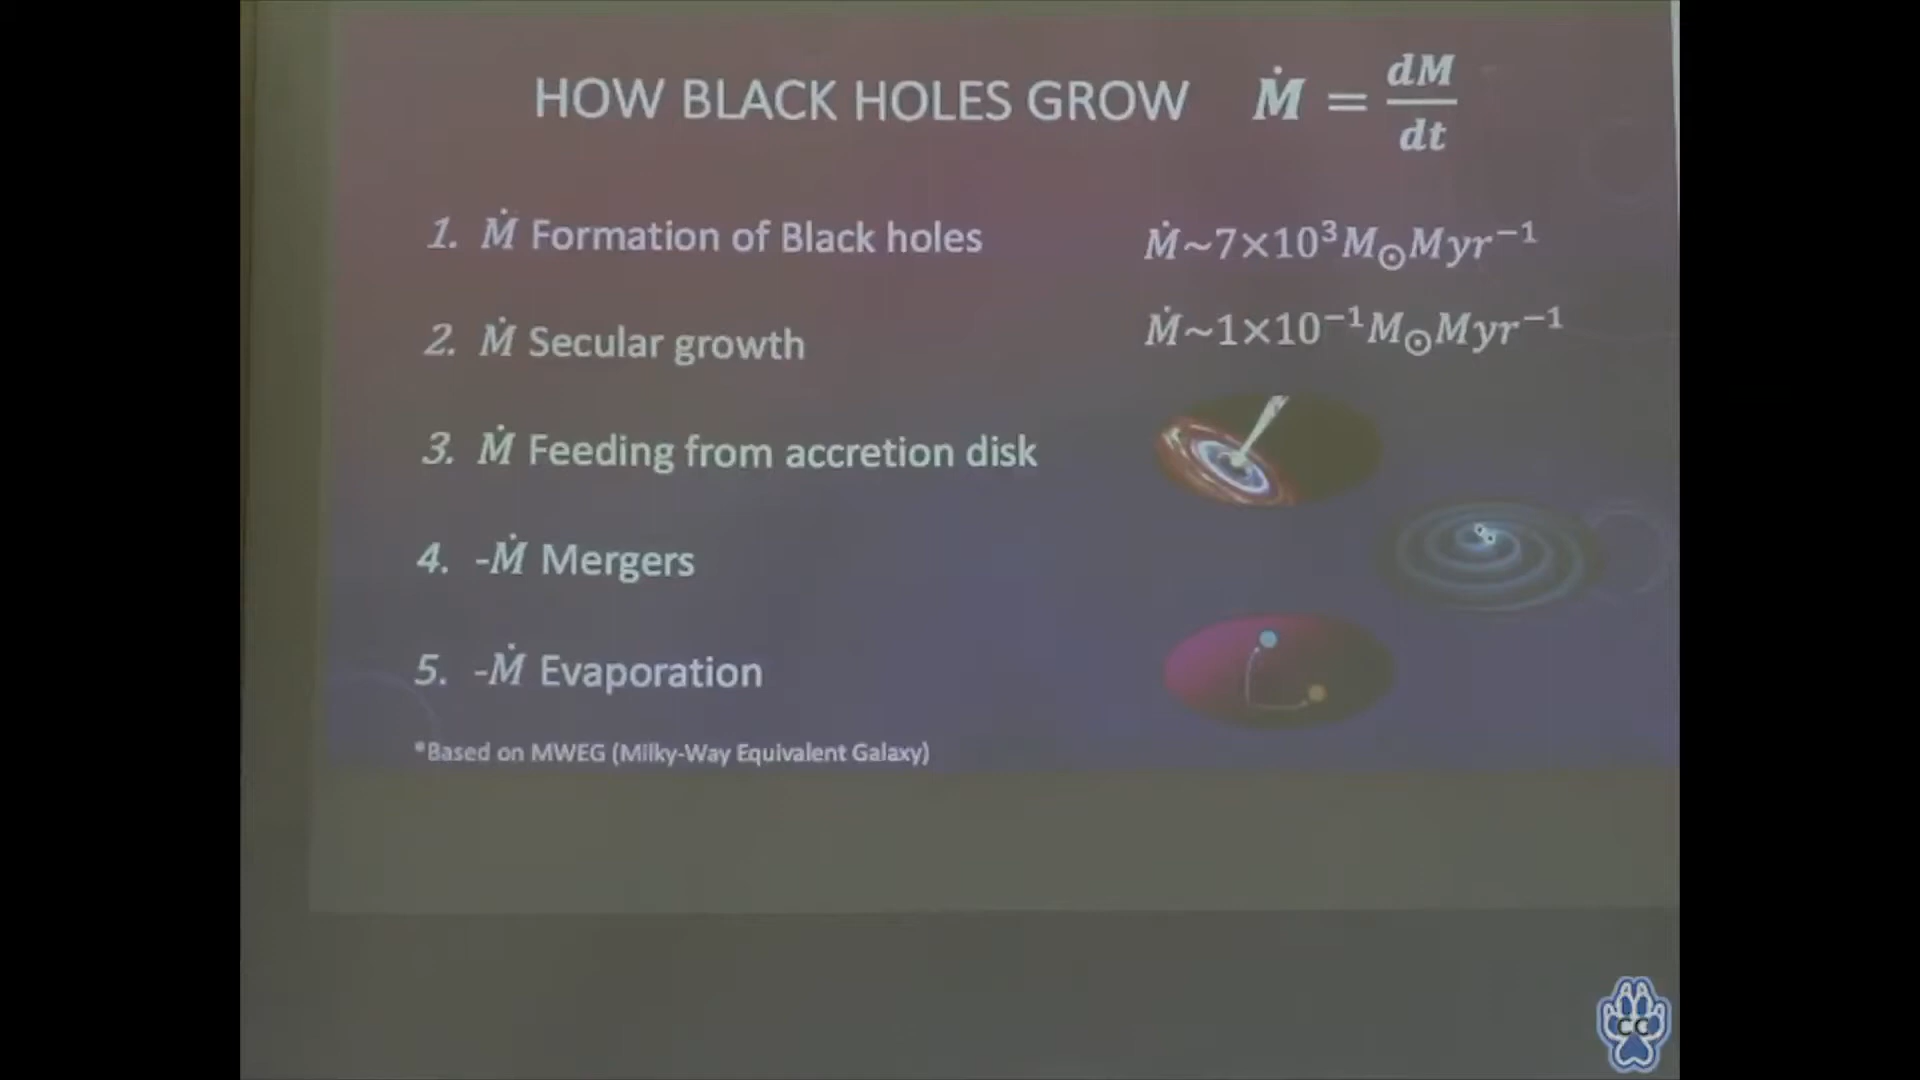 HOW BLACK HOLES GROW Ṁ = dM/dt
1. Ṁ Formation of Black holes Ṁ~7×10³M⊙Myr⁻¹
2. Ṁ Secular growth Ṁ~1×10⁻¹M⊙Myr⁻¹
3. Ṁ Feeding from accretion disk
4. -Ṁ Mergers
5. -Ṁ Evaporation
*Based on MWEG (Milky-Way Equivalent Galaxy)
CC